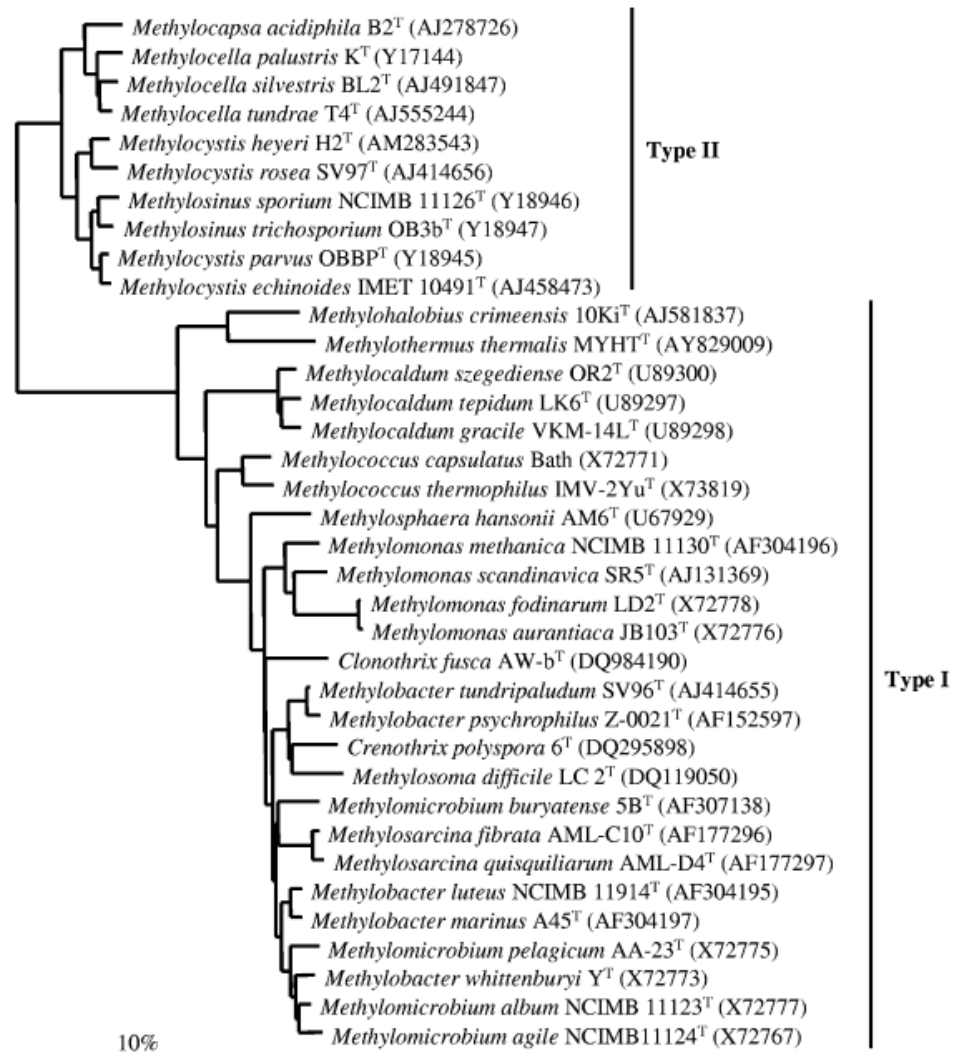 Methylocapsa acidiphila B2ᵀ (AJ278726)
Methylocella palustris Kᵀ (Y17144)
Methylocella silvestris BL2ᵀ (AJ491847)
Methylocella tundrae T4ᵀ (AJ555244)
Methylocystis heyeri H2ᵀ (AM283543)
Type II
Methylocystis rosea SV97ᵀ (AJ414656)
Methylosinus sporium NCIMB 11126ᵀ (Y18946)
Methylosinus trichosporium OB3bᵀ (Y18947)
Methylocystis parvus OBBPᵀ (Y18945)
Methylocystis echinoides IMET 10491ᵀ (AJ458473)
Methylohalobius crimeensis 10Kiᵀ (AJ581837)
Methylothermus thermalis MYHTᵀ (AY829009)
Methylocaldum szegediense OR2ᵀ (U89300)
Methylocaldum tepidum LK6ᵀ (U89297)
Methylocaldum gracile VKM-14Lᵀ (U89298)
Methylococcus capsulatus Bath (X72771)
Methylococcus thermophilus IMV-2Yuᵀ (X73819)
Methylosphaera hansonii AM6ᵀ (U67929)
Methylomonas methanica NCIMB 11130ᵀ (AF304196)
Methylomonas scandinavica SR5ᵀ (AJ131369)
Methylomonas fodinarum LD2ᵀ (X72778)
Methylomonas aurantiaca JB103ᵀ (X72776)
Clonothrix fusca AW-bᵀ (DQ984190)
Type I
Methylobacter tundripaludum SV96ᵀ (AJ414655)
Methylobacter psychrophilus Z-0021ᵀ (AF152597)
Crenothrix polyspora 6ᵀ (DQ295898)
Methylosoma difficile LC 2ᵀ (DQ119050)
Methylomicrobium buryatense 5Bᵀ (AF307138)
Methylosarcina fibrata AML-C10ᵀ (AF177296)
Methylosarcina quisquiliarum AML-D4ᵀ (AF177297)
Methylobacter luteus NCIMB 11914ᵀ (AF304195)
Methylobacter marinus A45ᵀ (AF304197)
Methylomicrobium pelagicum AA-23ᵀ (X72775)
Methylobacter whittenburyi Yᵀ (X72773)
Methylomicrobium album NCIMB 11123ᵀ (X72777)
Methylomicrobium agile NCIMB11124ᵀ (X72767)
10%